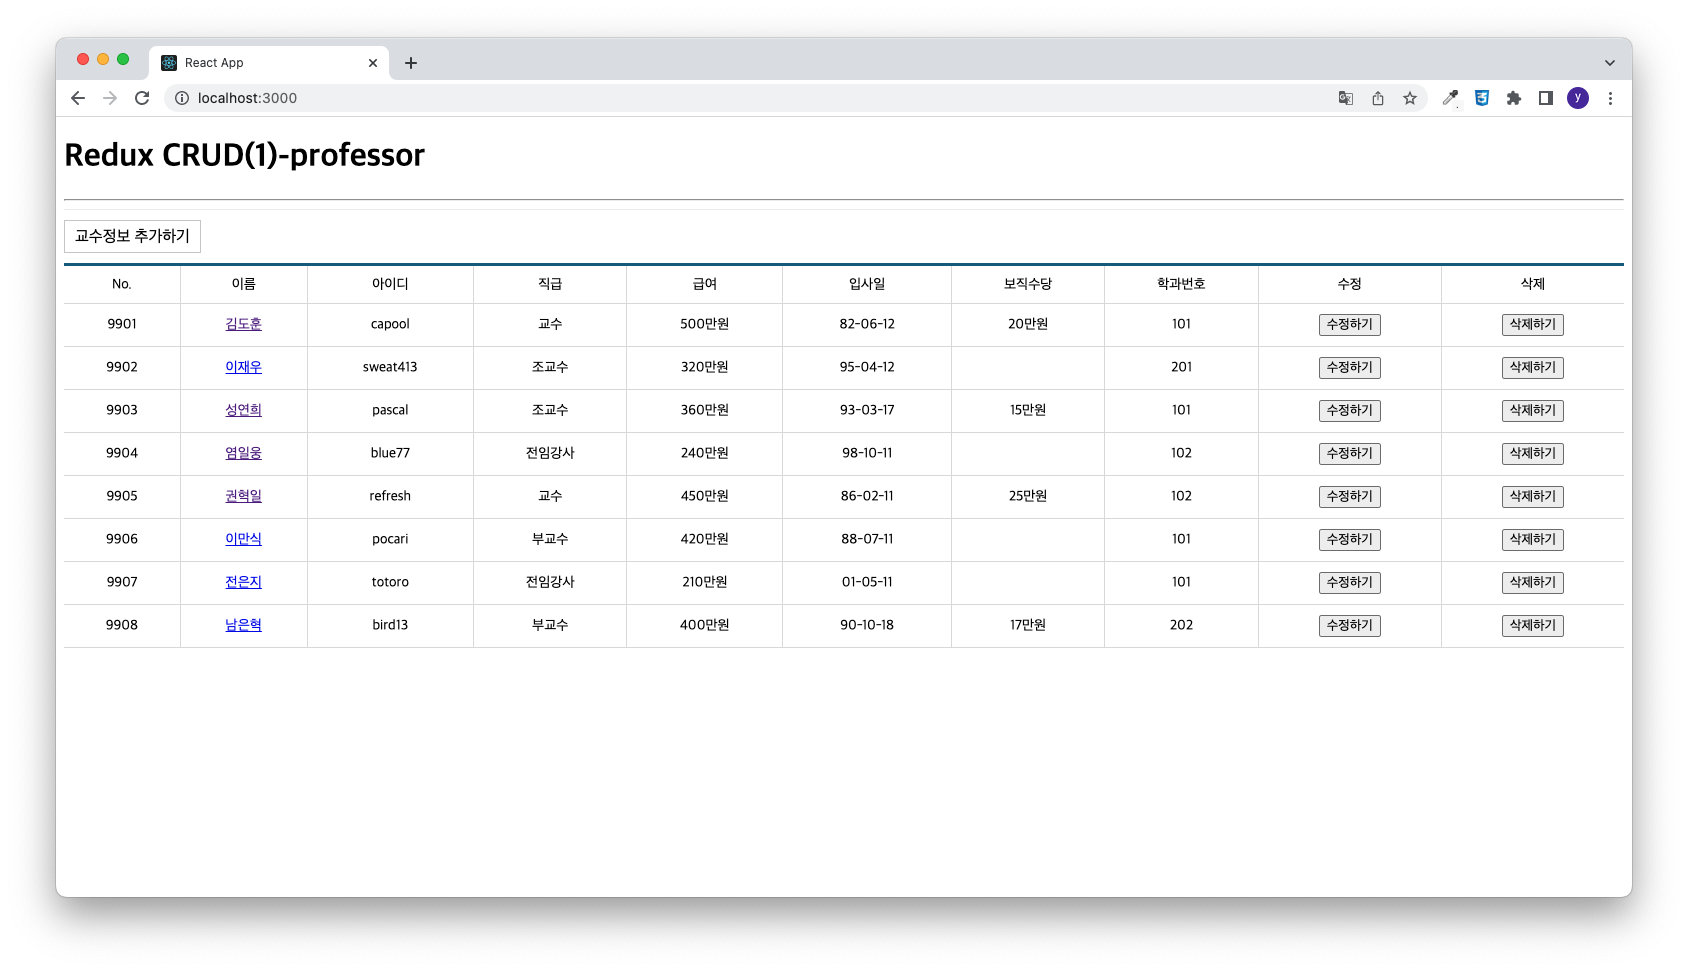 React App
localhost:3000
y
Redux CRUD(1)-professor
교수정보 추가하기
No. 이름 아이디 직급 급여 입사일 보직수당 학과번호 수정 삭제
9901 김도훈 capool 교수 500만원 82-06-12 20만원 101 수정하기 삭제하기
9902 이재우 sweat413 조교수 320만원 95-04-12 201 수정하기 삭제하기
9903 성연희 pascal 조교수 360만원 93-03-17 15만원 101 수정하기 삭제하기
9904 염일웅 blue77 전임강사 240만원 98-10-11 102 수정하기 삭제하기
9905 권혁일 refresh 교수 450만원 86-02-11 25만원 102 수정하기 삭제하기
9906 이만식 pocari 부교수 420만원 88-07-11 101 수정하기 삭제하기
9907 전은지 totoro 전임강사 210만원 01-05-11 101 수정하기 삭제하기
9908 남은혁 bird13 부교수 400만원 90-10-18 17만원 202 수정하기 삭제하기